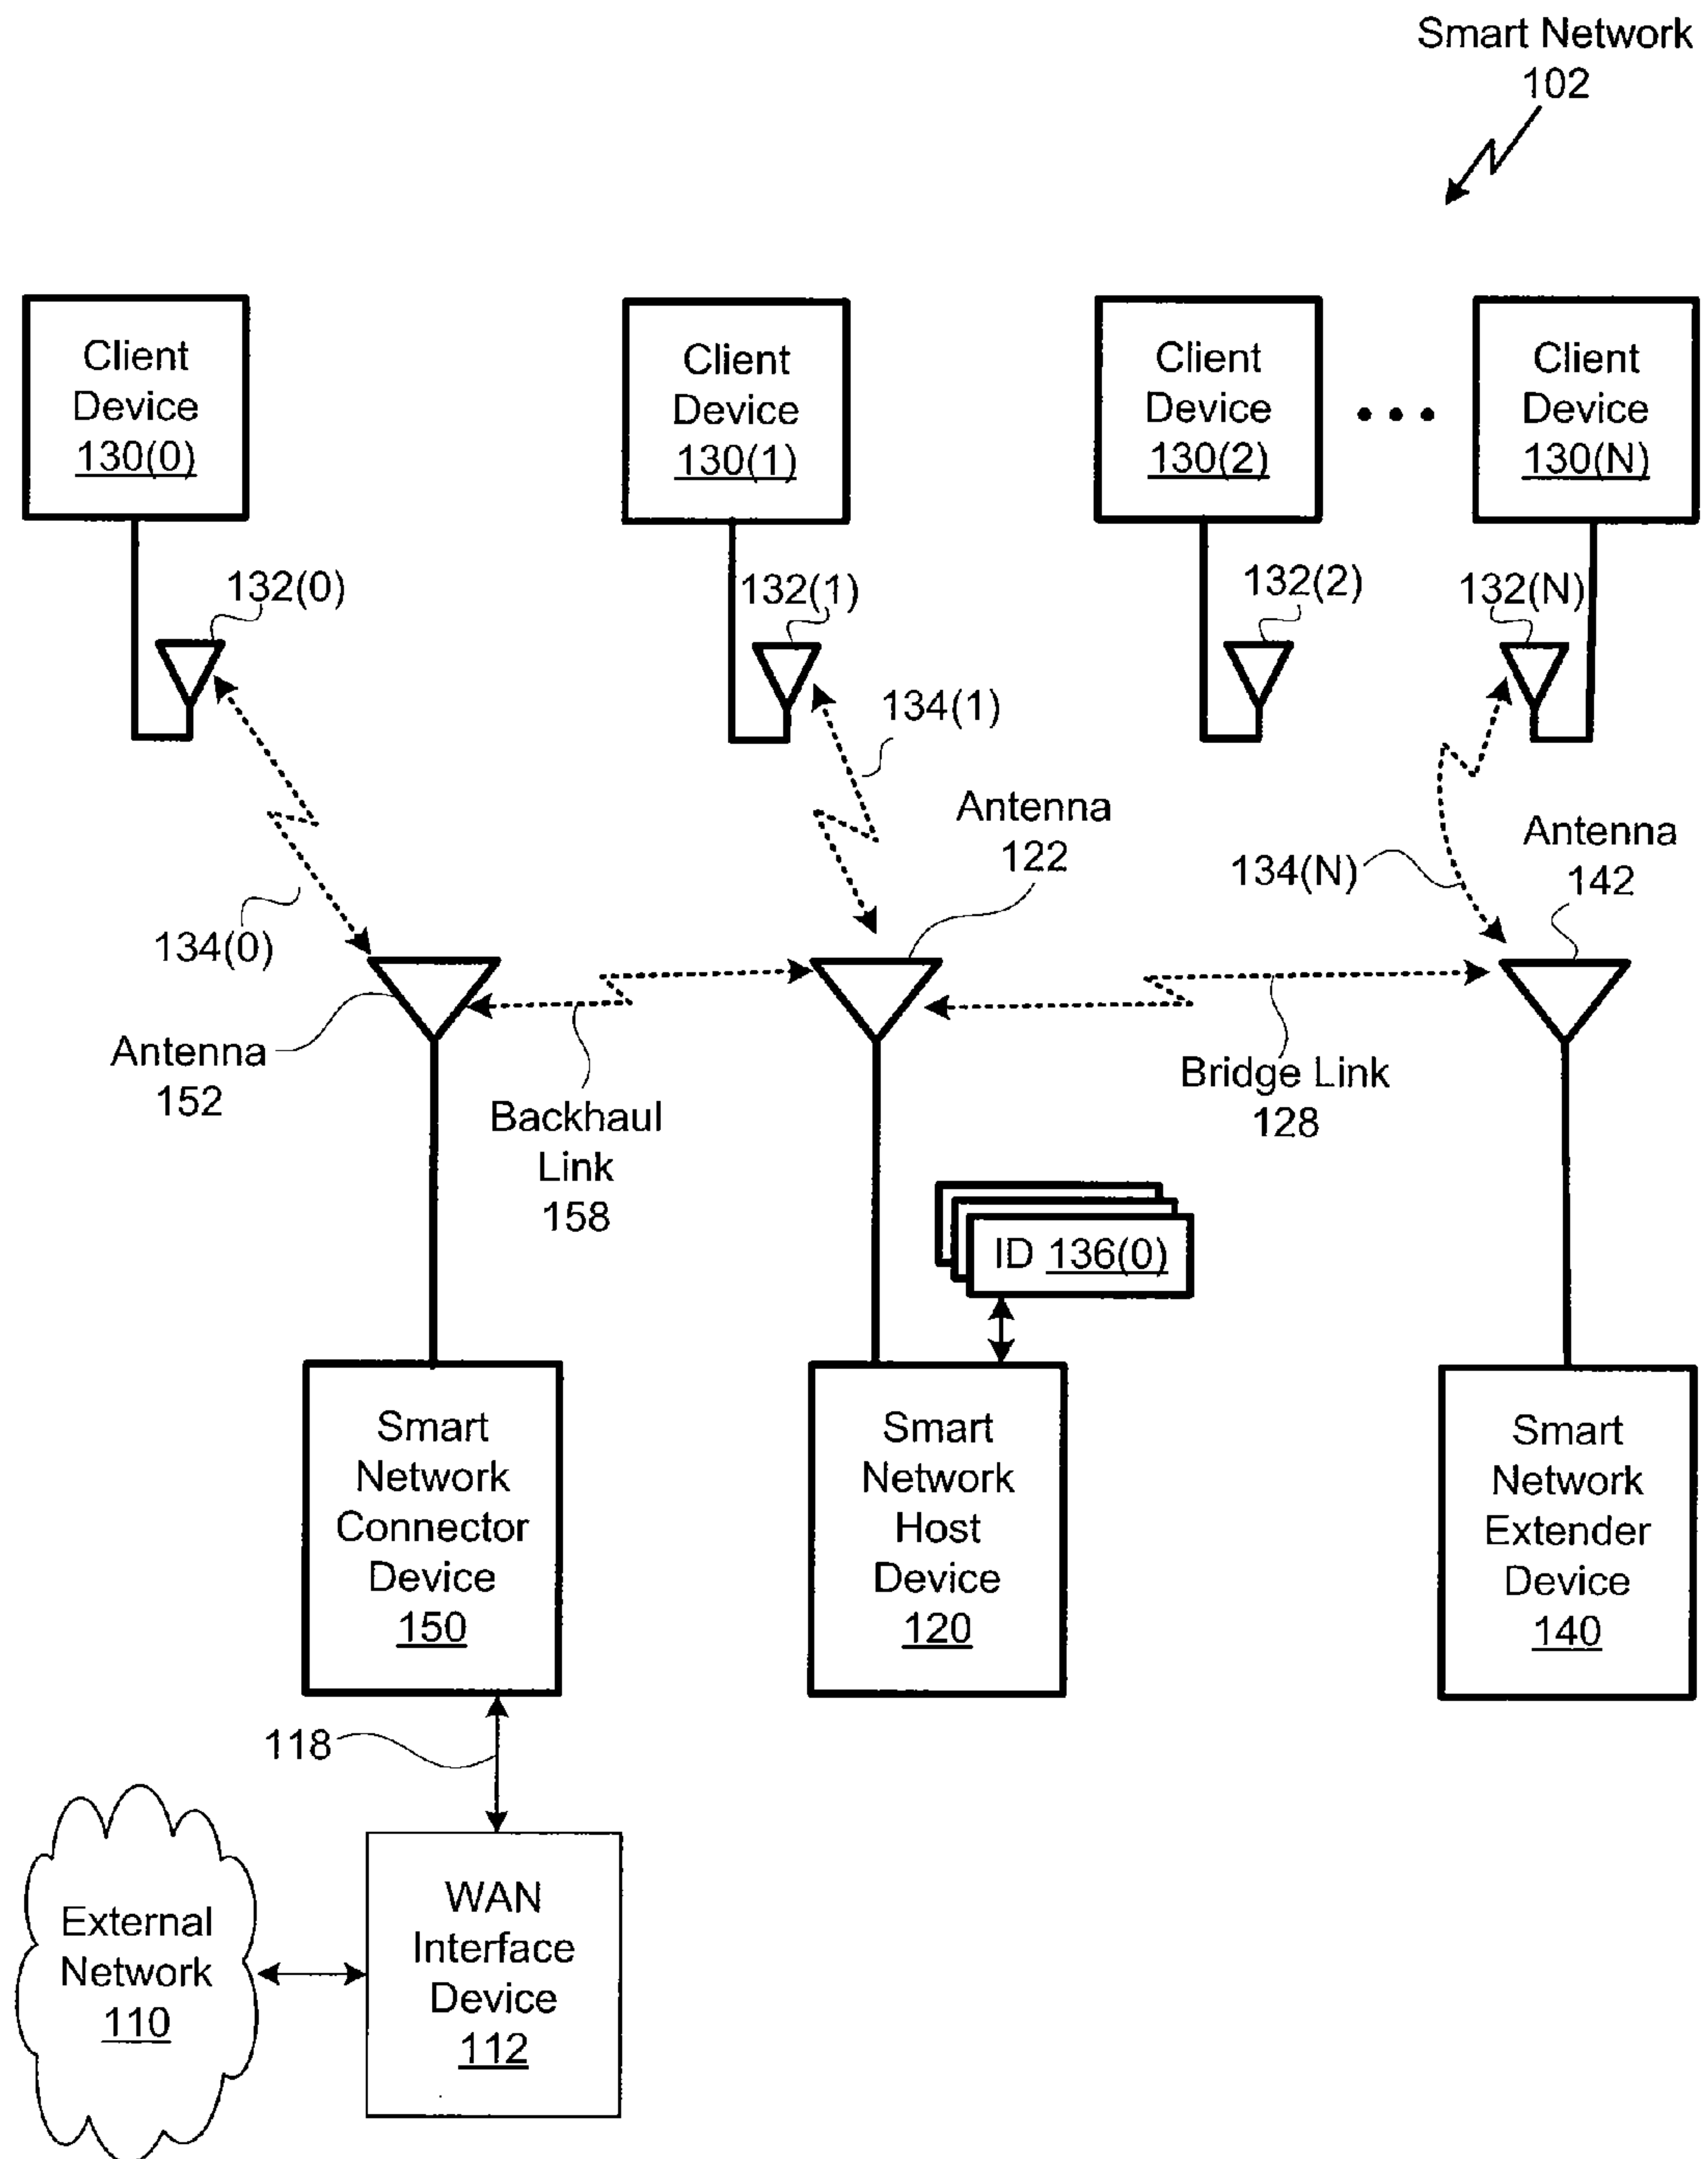 Smart Network
102
Client
Device
130(0)
Client
Device
130(1)
Client
Device
130(2)
Client
Device
130(N)
132(0)
132(1)
132(2)
132(N)
134(1)
Antenna
122
134(N)
Antenna
142
134(0)
Antenna
152
Backhaul
Link
158
Bridge Link
128
ID 136(0)
Smart
Network
Connector
Device
150
Smart
Network
Host
Device
120
Smart
Network
Extender
Device
140
118
External
Network
110
WAN
Interface
Device
112